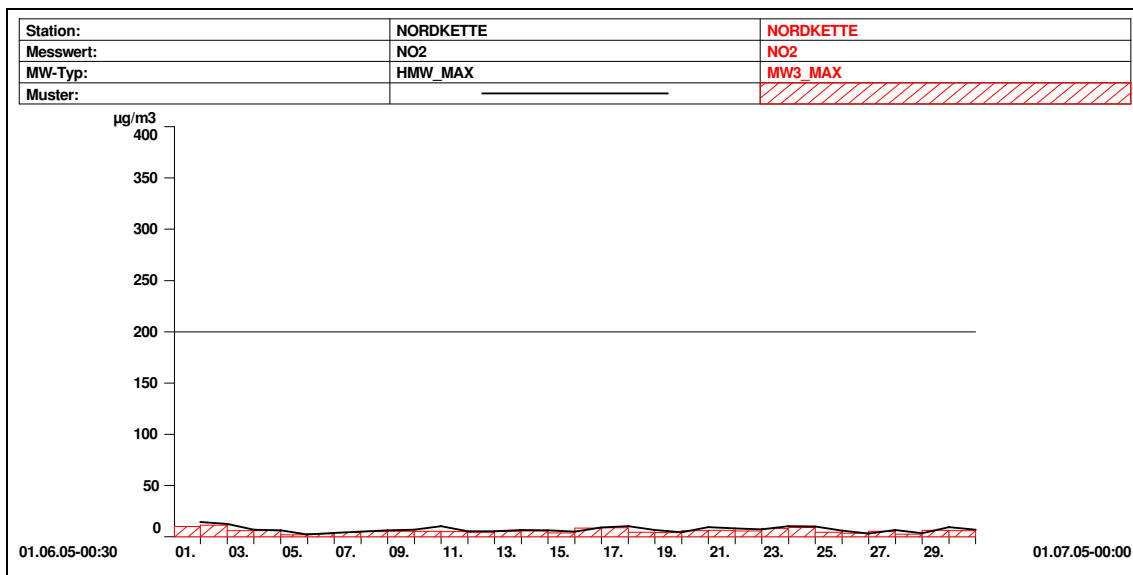 Station: NORDKETTE NORDKETTE
Messwert: NO2 NO2
MW-Typ: HMW_MAX MW3_MAX
Muster:
µg/m3
400
350
300
250
200
150
100
50
0
01.06.05-00:30 01. 03. 05. 07. 09. 11. 13. 15. 17. 19. 21. 23. 25. 27. 29. 01.07.05-00:00